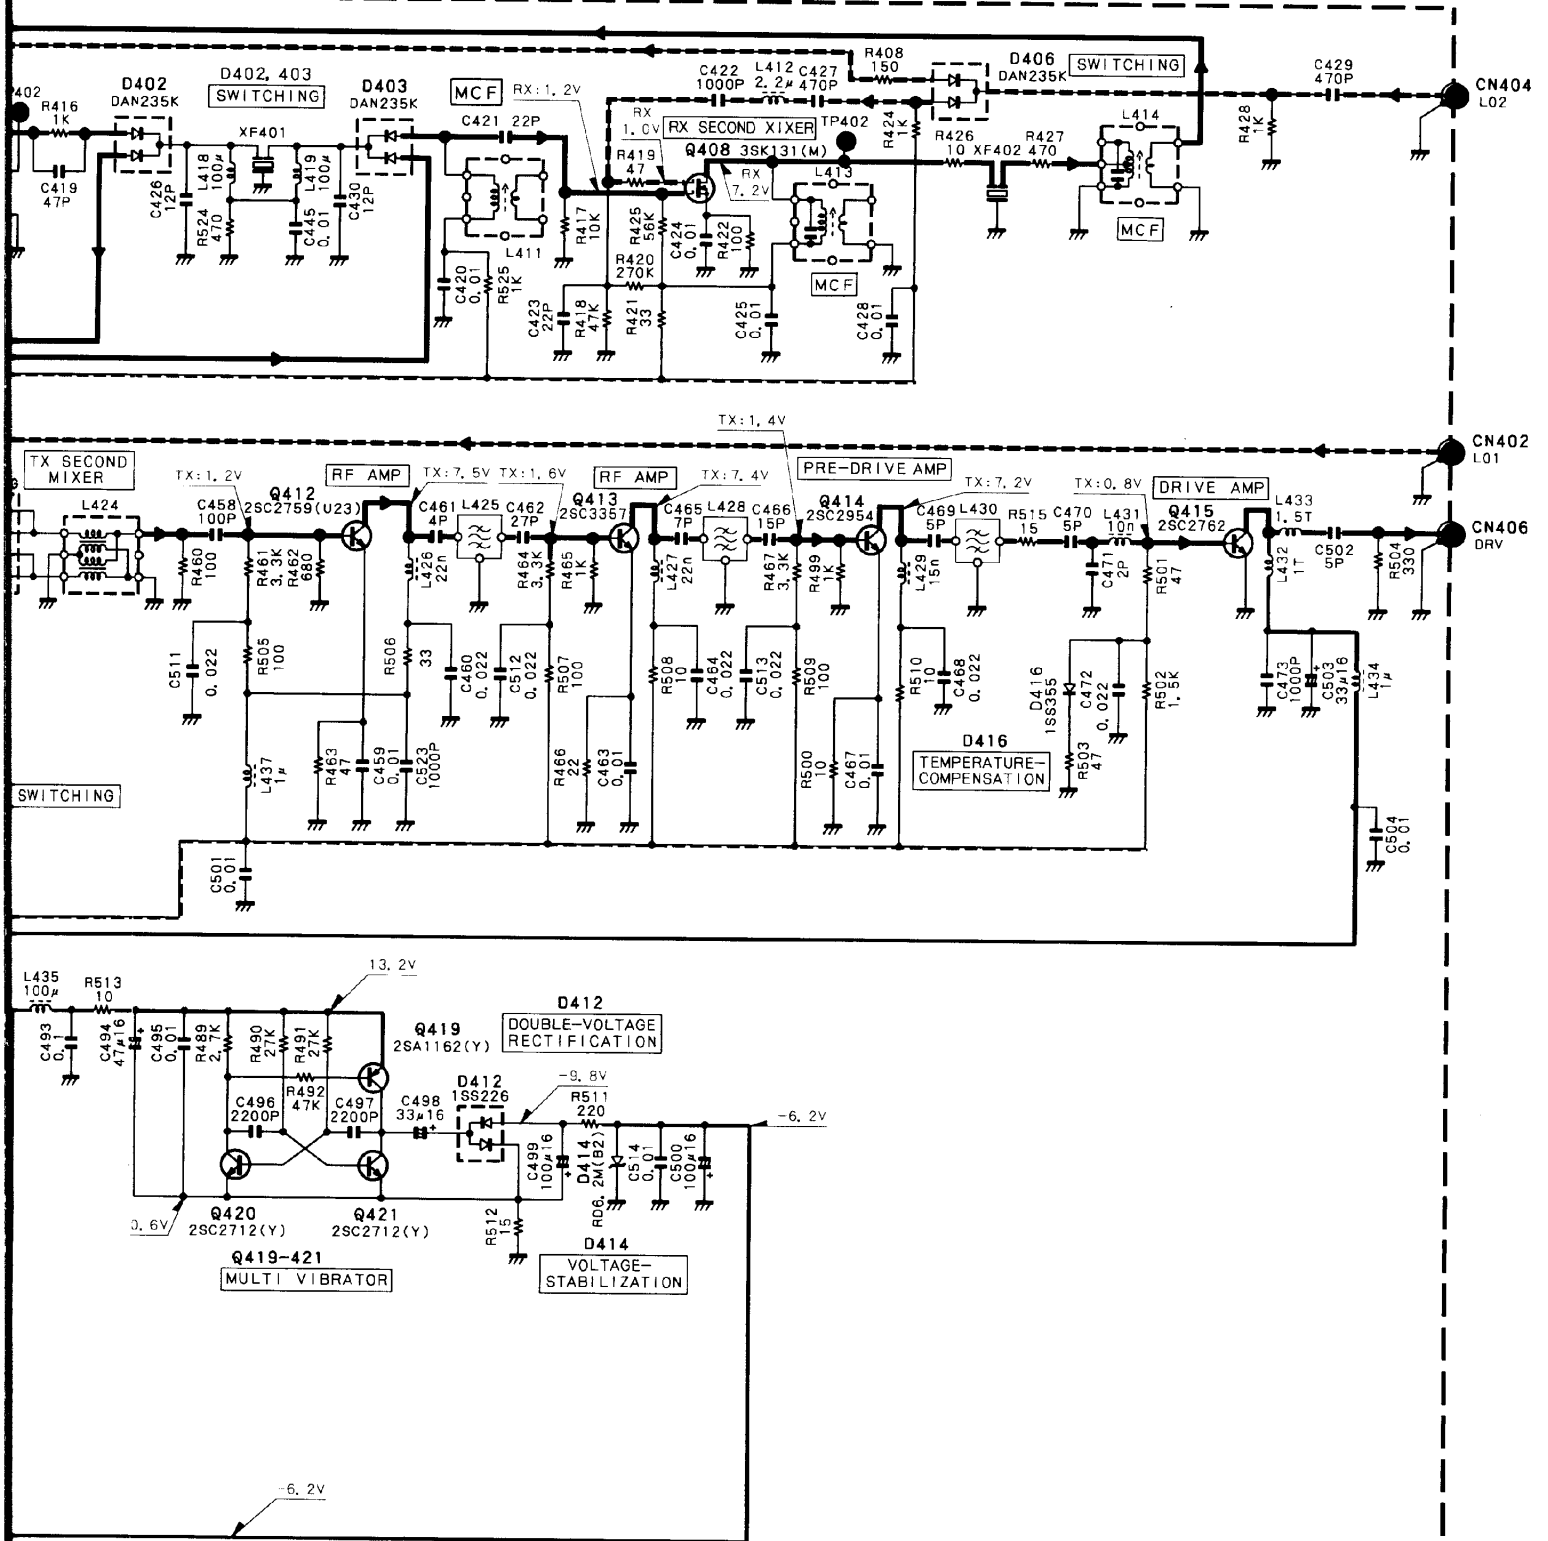 D402
DAN235K
D402, 403
SWITCHING
D403
DAN235K
MCF
RX:1. 2V
C422
1000P
L412
2. 2μ
C427
470P
R408
150
D406
DAN235K
SWITCHING
C429
470P
CN404
LO2
P402
R416
1K
C419
47P
C426
12P
L418
100μ
XF401
L419
100μ
R524
470
C445
0. 01
C430
12P
C421 22P
L411
C420
0. 01
R525
1K
RX
1. 0V
RX SECOND XIXER
Q408 3SK131(M)
TP402
R424
1K
R419
47
RX
7. 2V
L413
MCF
R426
10
XF402
R427
470
L414
MCF
R428
1K
R417
10K
R425
56K
C424
0. 01
R422
100
R420
270K
C423
22P
R418
47K
R421
33
C425
0. 01
C428
0. 01
CN402
LO1
TX:1. 4V
TX SECOND
MIXER
L424
TX:1. 2V
C458
100P
Q412
2SC2759(U23)
RF AMP
TX:7. 5V
C461
4P
L425
TX:1. 6V
C462
27P
Q413
2SC3357
RF AMP
TX:7. 4V
C465
7P
L428
C466
15P
PRE-DRIVE AMP
Q414
2SC2954
TX:7. 2V
C469
5P
L430
R515
15
C470
5P
TX:0. 8V
L431
10n
DRIVE AMP
Q415
2SC2762
L433
1. 5T
C502
5P
CN406
DRV
R460
100
R461
3. 3K
R462
680
L426
22n
R464
3. 3K
R465
1K
L427
22n
R467
3. 3K
R499
1K
L429
15n
C471
2P
R501
47
L432
1T
R504
330
C511
0. 022
R505
100
R506
33
C460
0. 022
C512
0. 022
R507
100
R508
10
C464
0. 022
C513
0. 022
R509
100
R510
10
C468
0. 022
D416
1SS355
C472
0. 022
R502
1. 5K
C473
1000P
C503
33μ16
L434
1μ
SWITCHING
L437
1μ
R463
47
C459
0. 01
C523
1000P
R466
22
C463
0. 01
R500
10
C467
0. 01
D416
TEMPERATURE-
COMPENSATION
R503
47
C504
0. 01
C501
0. 01
L435
100μ
R513
10
13. 2V
C493
0. 1
C494
47μ16
C495
0. 01
R489
2. 7K
R490
27K
R491
27K
Q419
2SA1162(Y)
D412
DOUBLE-VOLTAGE
RECTIFICATION
R492
47K
C496
2200P
C497
2200P
C498
33μ16
D412
1SS226
-9. 8V
R511
220
-6. 2V
C499
100μ16
D414
RD6. 2M(B2)
C514
0. 01
C500
100μ16
0. 6V
Q420
2SC2712(Y)
Q421
2SC2712(Y)
R512
15
Q419-421
MULTI VIBRATOR
D414
VOLTAGE-
STABILIZATION
-6. 2V